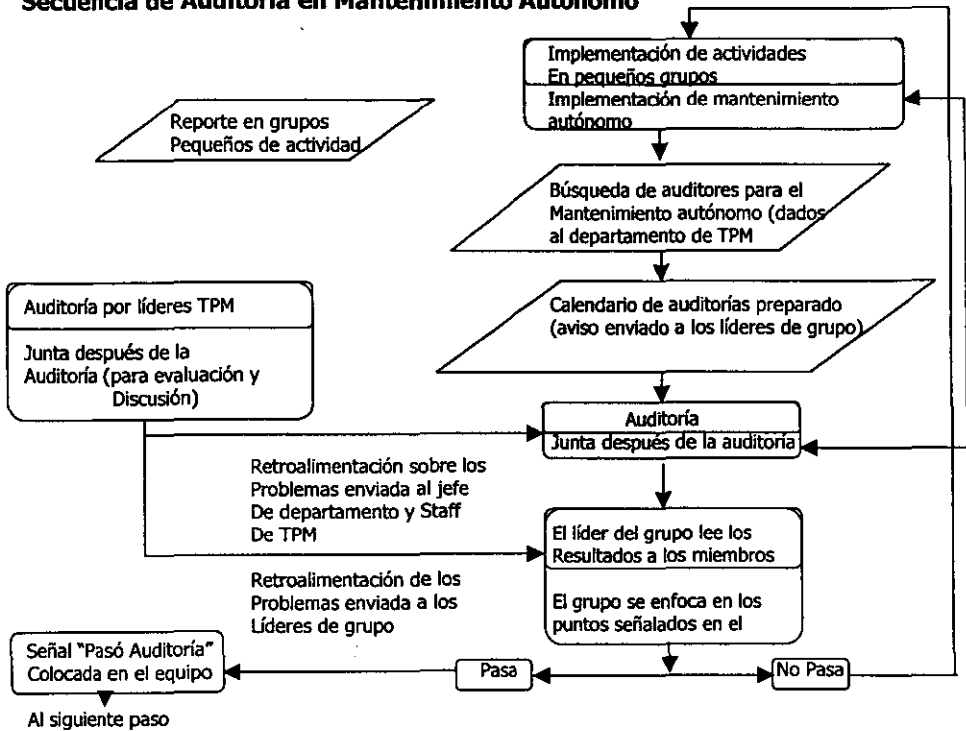 Secuencia de Auditoría en Mantenimiento Autónomo
Implementación de actividades
En pequeños grupos
Implementación de mantenimiento
autónomo
Reporte en grupos
Pequeños de actividad
Búsqueda de auditores para el
Mantenimiento autónomo (dados
al departamento de TPM
Calendario de auditorías preparado
(aviso enviado a los líderes de grupo)
Auditoría por líderes TPM
Junta después de la
Auditoría (para evaluación y
Discusión)
Auditoría
Junta después de la auditoría
Retroalimentación sobre los
Problemas enviada al jefe
De departamento y Staff
De TPM
El líder del grupo lee los
Resultados a los miembros
El grupo se enfoca en los
puntos señalados en el
Retroalimentación de los
Problemas enviada a los
Líderes de grupo
Señal "Pasó Auditoría"
Colocada en el equipo
Pasa
No Pasa
Al siguiente paso